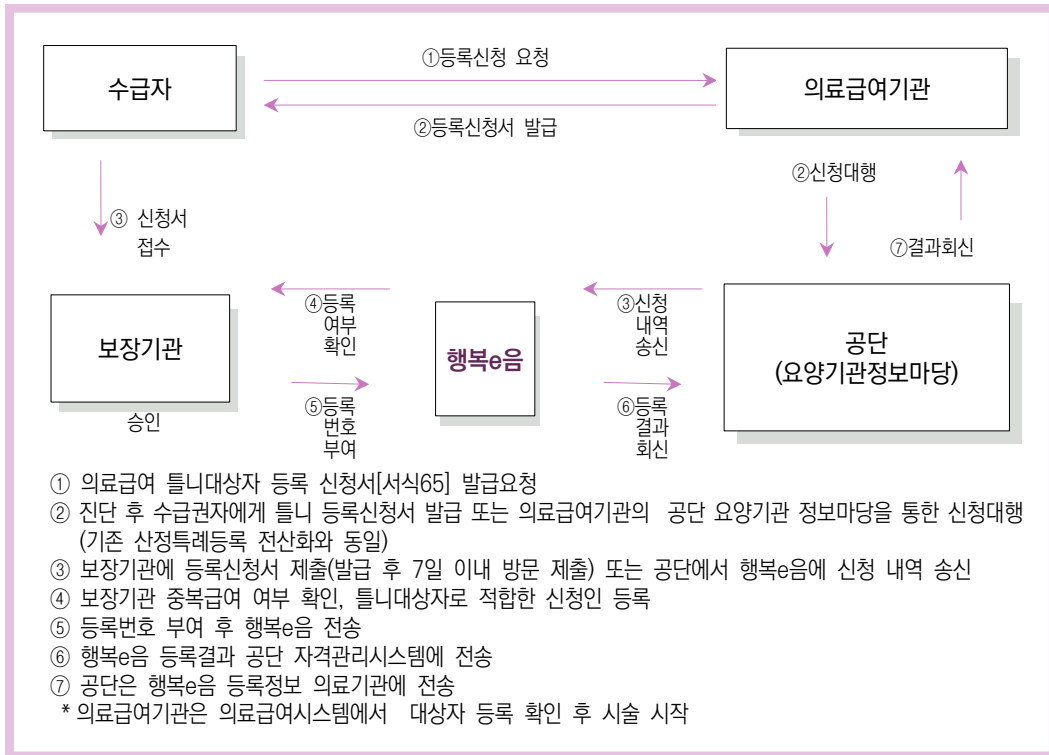 ①등록신청 요청
수급자
의료급여기관
②등록신청서 발급
②신청대행
③ 신청서
접수
⑦결과회신
④등록
여부
확인
③신청
내역
송신
보장기관
행복e음
공단
(요양기관정보마당)
승인
⑤등록
번호
부여
⑥등록
결과
회신
① 의료급여 틀니대상자 등록 신청서[서식65] 발급요청
② 진단 후 수급권자에게 틀니 등록신청서 발급 또는 의료급여기관의 공단 요양기관 정보마당을 통한 신청대행
(기존 산정특례등록 전산화와 동일)
③ 보장기관에 등록신청서 제출(발급 후 7일 이내 방문 제출) 또는 공단에서 행복e음에 신청 내역 송신
④ 보장기관 중복급여 여부 확인, 틀니대상자로 적합한 신청인 등록
⑤ 등록번호 부여 후 행복e음 전송
⑥ 행복e음 등록결과 공단 자격관리시스템에 전송
⑦ 공단은 행복e음 등록정보 의료기관에 전송
* 의료급여기관은 의료급여시스템에서 대상자 등록 확인 후 시술 시작